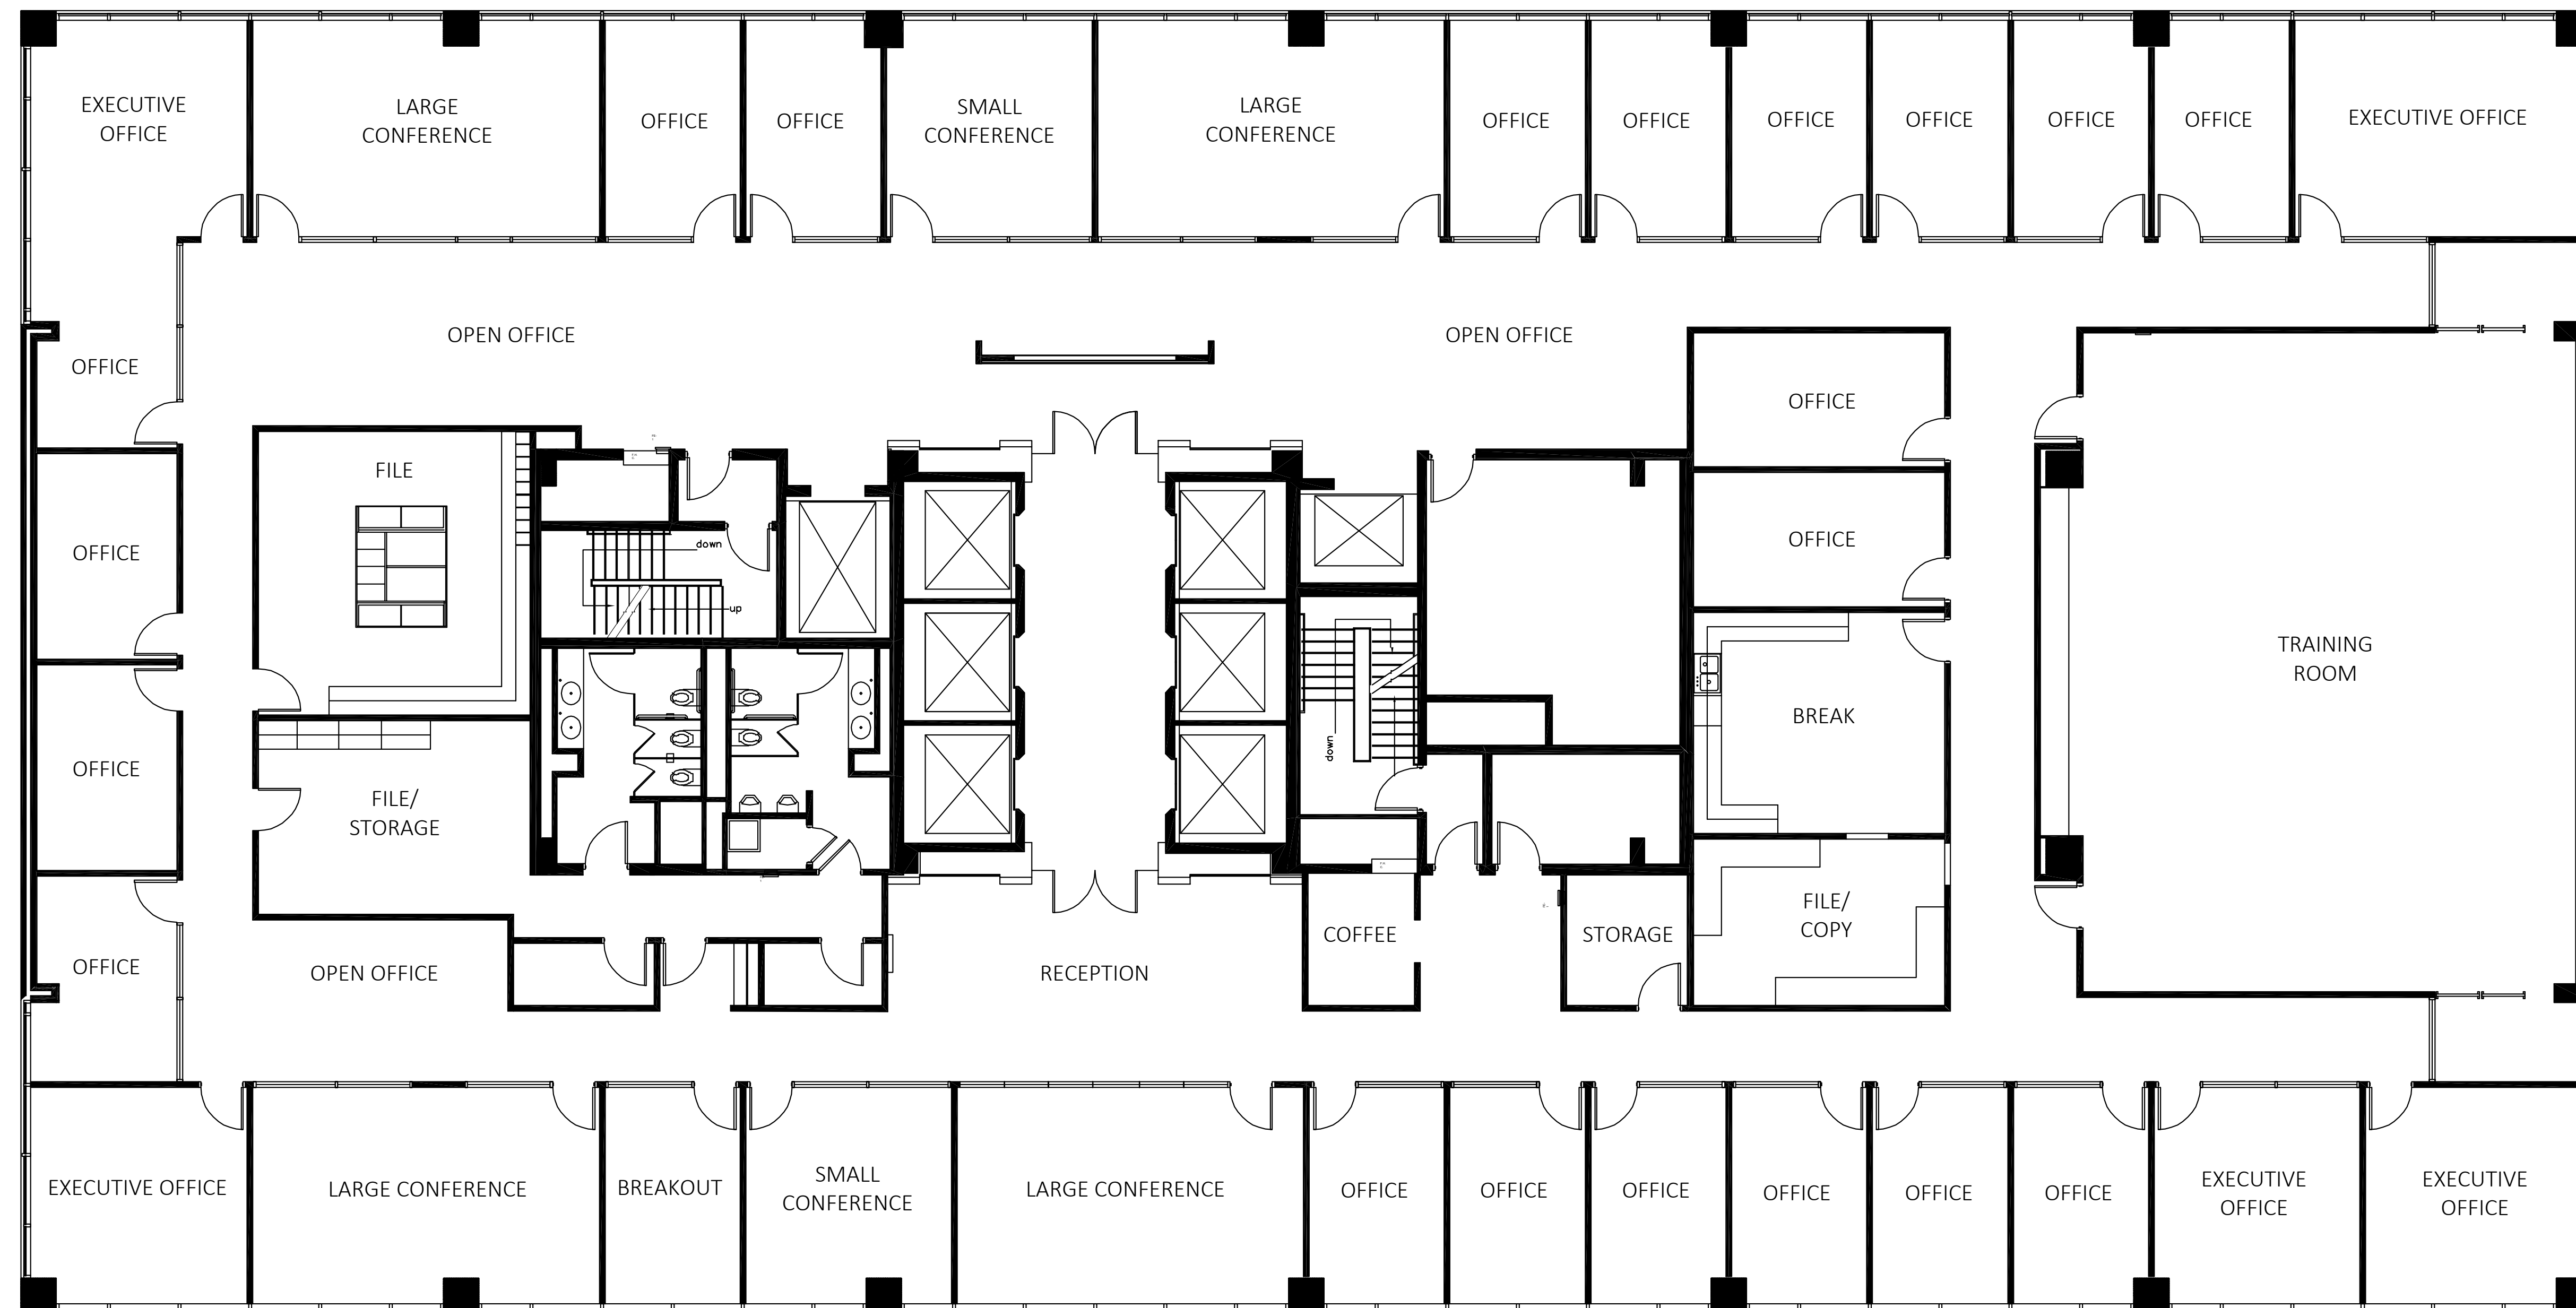 EXECUTIVE
OFFICE
LARGE
CONFERENCE
OFFICE
OFFICE
SMALL
CONFERENCE
LARGE
CONFERENCE
OFFICE
OFFICE
OFFICE
OFFICE
OFFICE
OFFICE
EXECUTIVE OFFICE
OPEN OFFICE
OPEN OFFICE
OFFICE
OFFICE
FILE
OFFICE
OFFICE
down
up
TRAINING
ROOM
OFFICE
BREAK
down
FILE/
STORAGE
FILE/
COPY
COFFEE
STORAGE
OFFICE
OPEN OFFICE
RECEPTION
EXECUTIVE OFFICE
LARGE CONFERENCE
BREAKOUT
SMALL
CONFERENCE
LARGE CONFERENCE
OFFICE
OFFICE
OFFICE
OFFICE
OFFICE
OFFICE
EXECUTIVE
OFFICE
EXECUTIVE
OFFICE